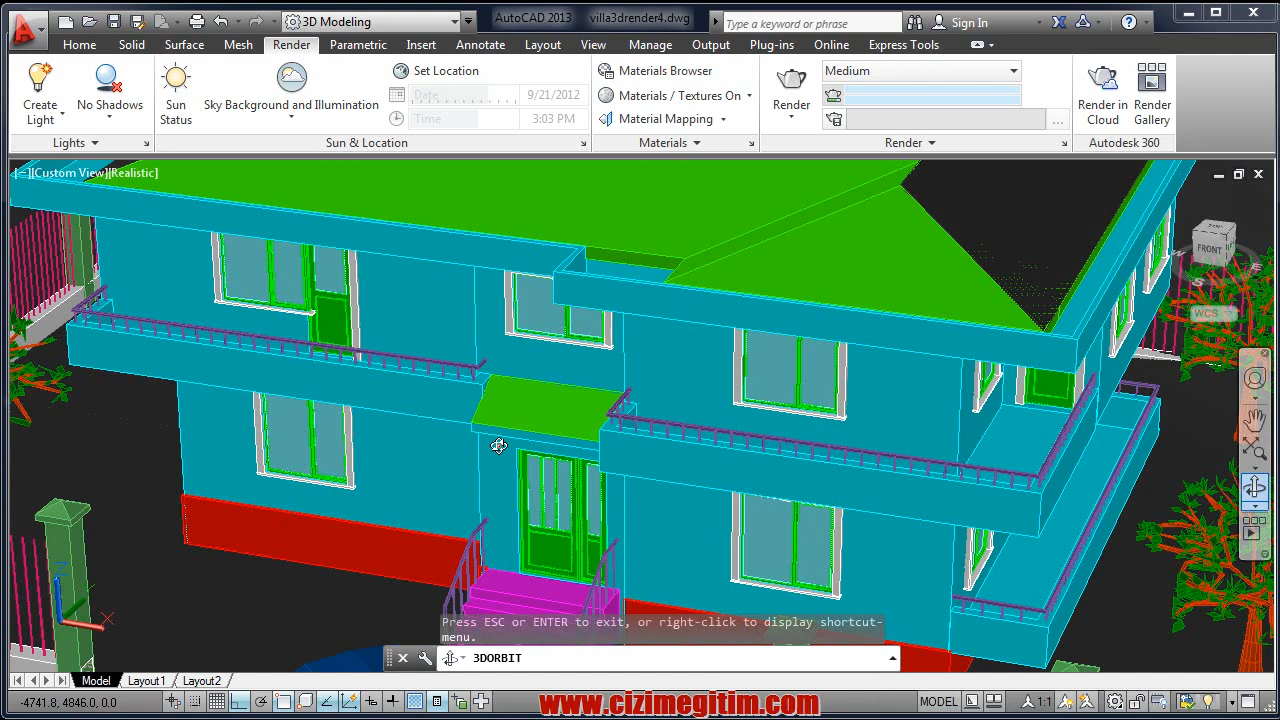 3D Modeling
AutoCAD 2013 villa3drender4.dwg
Type a keyword or phrase
Sign In
Home Solid Surface Mesh Render Parametric Insert Annotate Layout View Manage Output Plug-ins Online Express Tools
Create Light
No Shadows
Sun Status
Sky Background and Illumination
Set Location
Date 9/21/2012
Time 3:03 PM
Materials Browser
Materials / Textures On
Material Mapping
Render
Medium
...
Render in Cloud
Render Gallery
Lights
Sun & Location
Materials
Render
Autodesk 360
[−][Custom View][Realistic]
FRONT
S
E
WCS
Z
Y
X
Press ESC or ENTER to exit, or right-click to display shortcut-
menu.
3DORBIT
Model Layout1 Layout2
-4741.8, 4846.0, 0.0
MODEL
1:1
www.cizimegitim.com